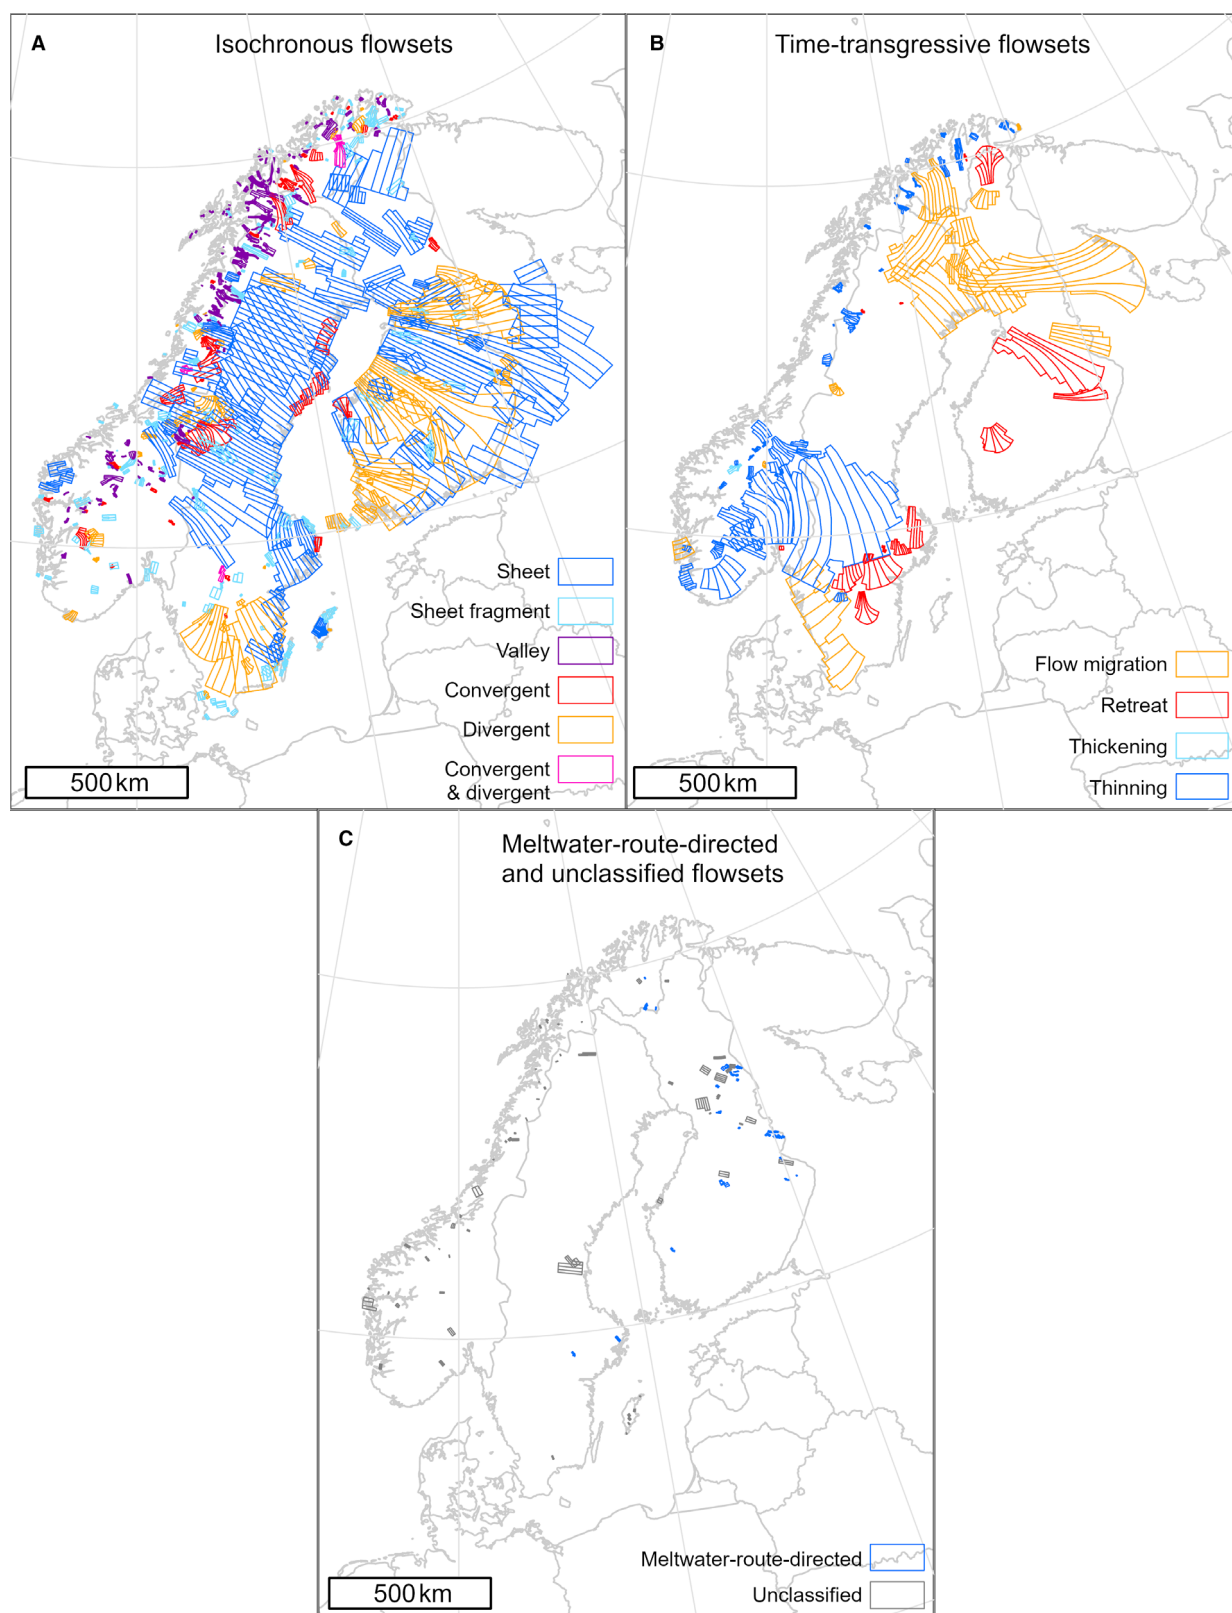 A
Isochronous flowsets
Sheet
Sheet fragment
Valley
Convergent
Divergent
Convergent
& divergent
500 km
B
Time-transgressive flowsets
Flow migration
Retreat
Thickening
Thinning
500 km
C
Meltwater-route-directed
and unclassified flowsets
Meltwater-route-directed
Unclassified
500 km